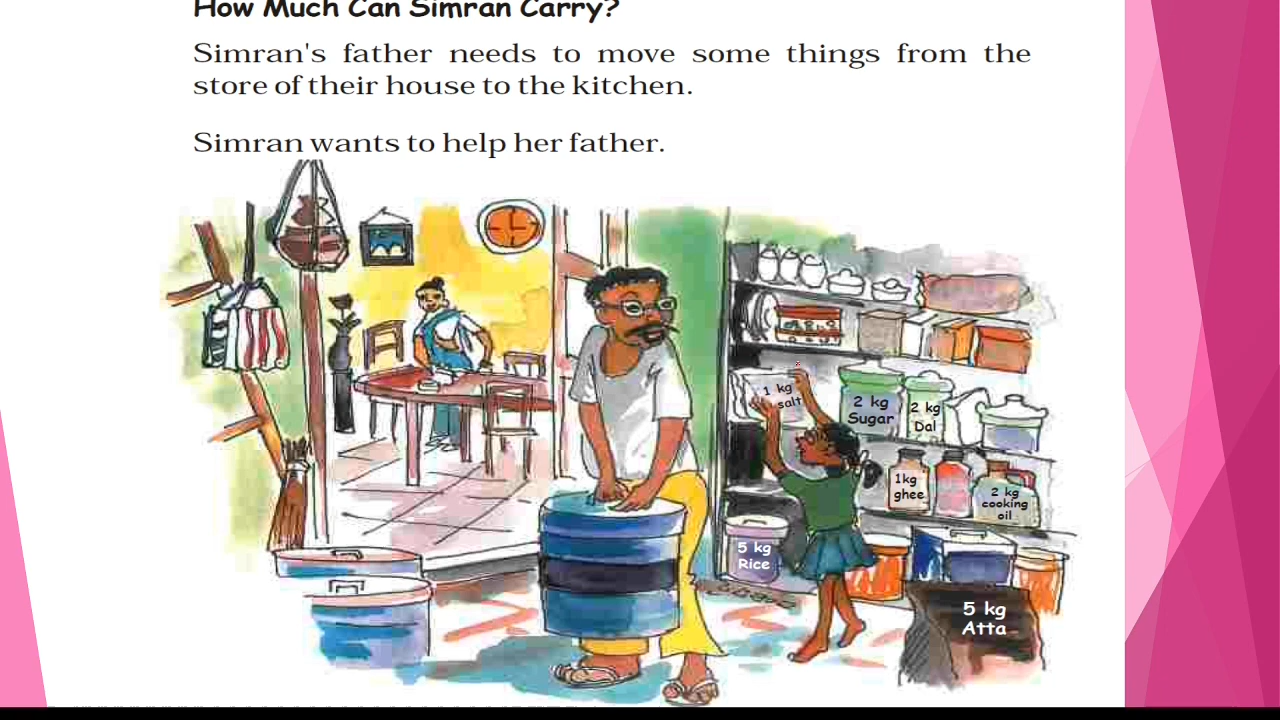 How Much Can Simran Carry?
Simran's father needs to move some things from the
store of their house to the kitchen.
Simran wants to help her father.
1 kg
salt
2 kg
Sugar
2 kg
Dal
1kg
ghee
2 kg
cooking
oil
5 kg
Rice
5 kg
Atta